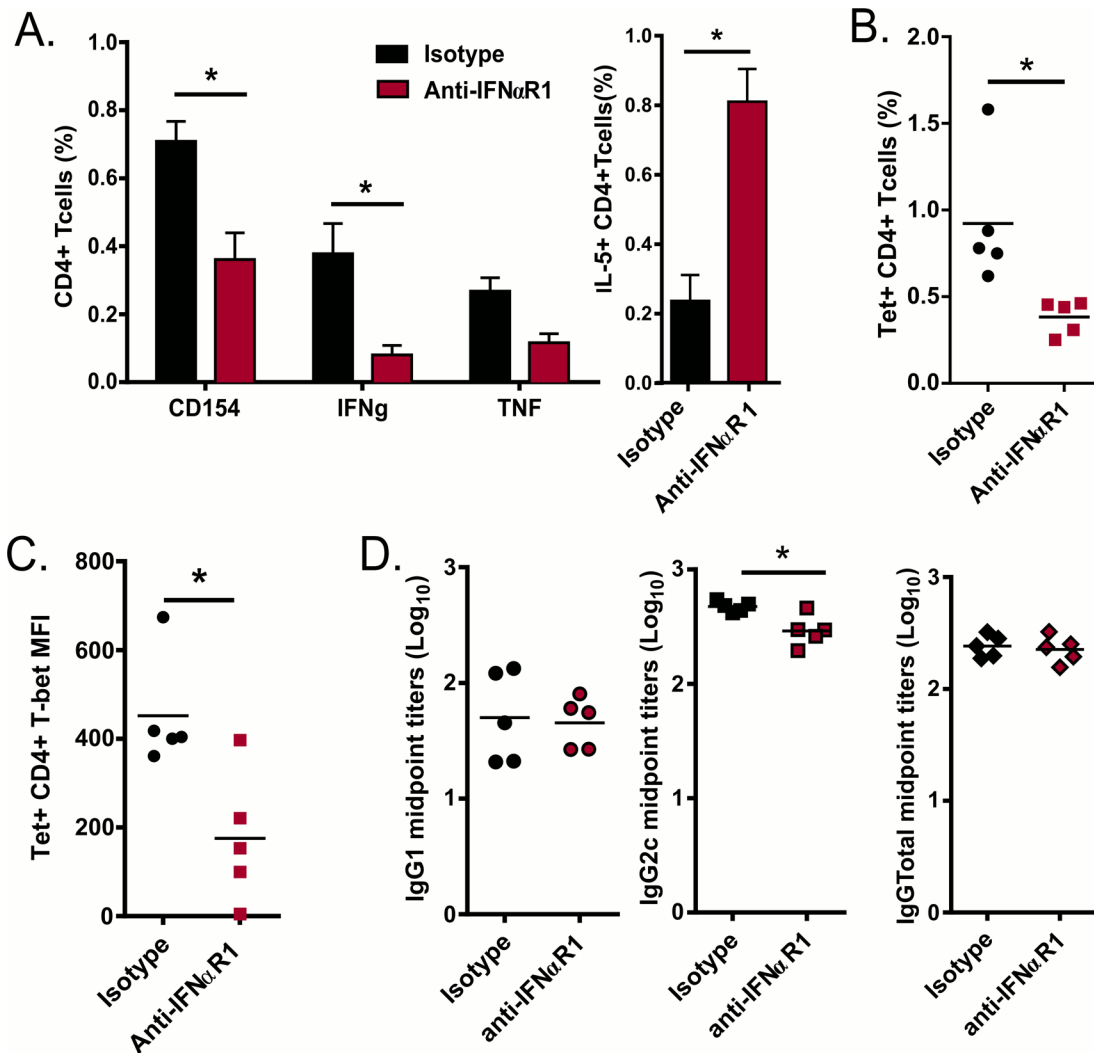 A.
CD4+ Tcells (%)
1.0
0.8
0.6
0.4
0.2
0.0
*
*
Isotype
Anti-IFNαR1
CD154
IFNg
TNF
IL-5+ CD4+Tcells(%)
1.0
0.8
0.6
0.4
0.2
0.0
*
Isotype
Anti-IFNαR1
B.
Tet+ CD4+ Tcells (%)
2.0
1.5
1.0
0.5
0.0
*
Isotype
Anti-IFNαR1
C.
Tet+ CD4+ T-bet MFI
800
600
400
200
0
*
Isotype
Anti-IFNαR1
D.
IgG1 midpoint titers (Log10)
3
2
1
0
Isotype
anti-IFNαR1
IgG2c midpoint titers (Log10)
3
2
1
0
*
Isotype
anti-IFNαR1
IgGTotal midpoint titers (Log10)
3
2
1
0
Isotype
anti-IFNαR1